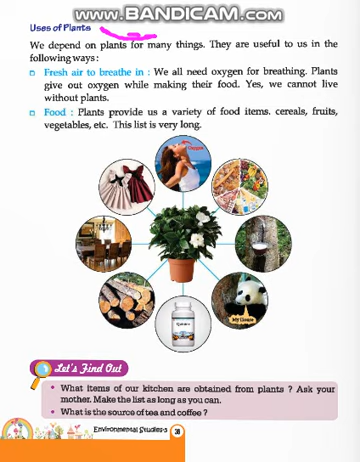 www.BANDICAM.com
Uses of Plants
We depend on plants for many things. They are useful to us in the
following ways :
Fresh air to breathe in : We all need oxygen for breathing. Plants
give out oxygen while making their food. Yes, we cannot live
without plants.
Food : Plants provide us a variety of food items. cereals, fruits,
vegetables, etc. This list is very long.
Oxygen
My House
Let's Find Out
• What items of our kitchen are obtained from plants ? Ask your
mother. Make the list as long as you can.
• What is the source of tea and coffee ?
Environmental Studies-3